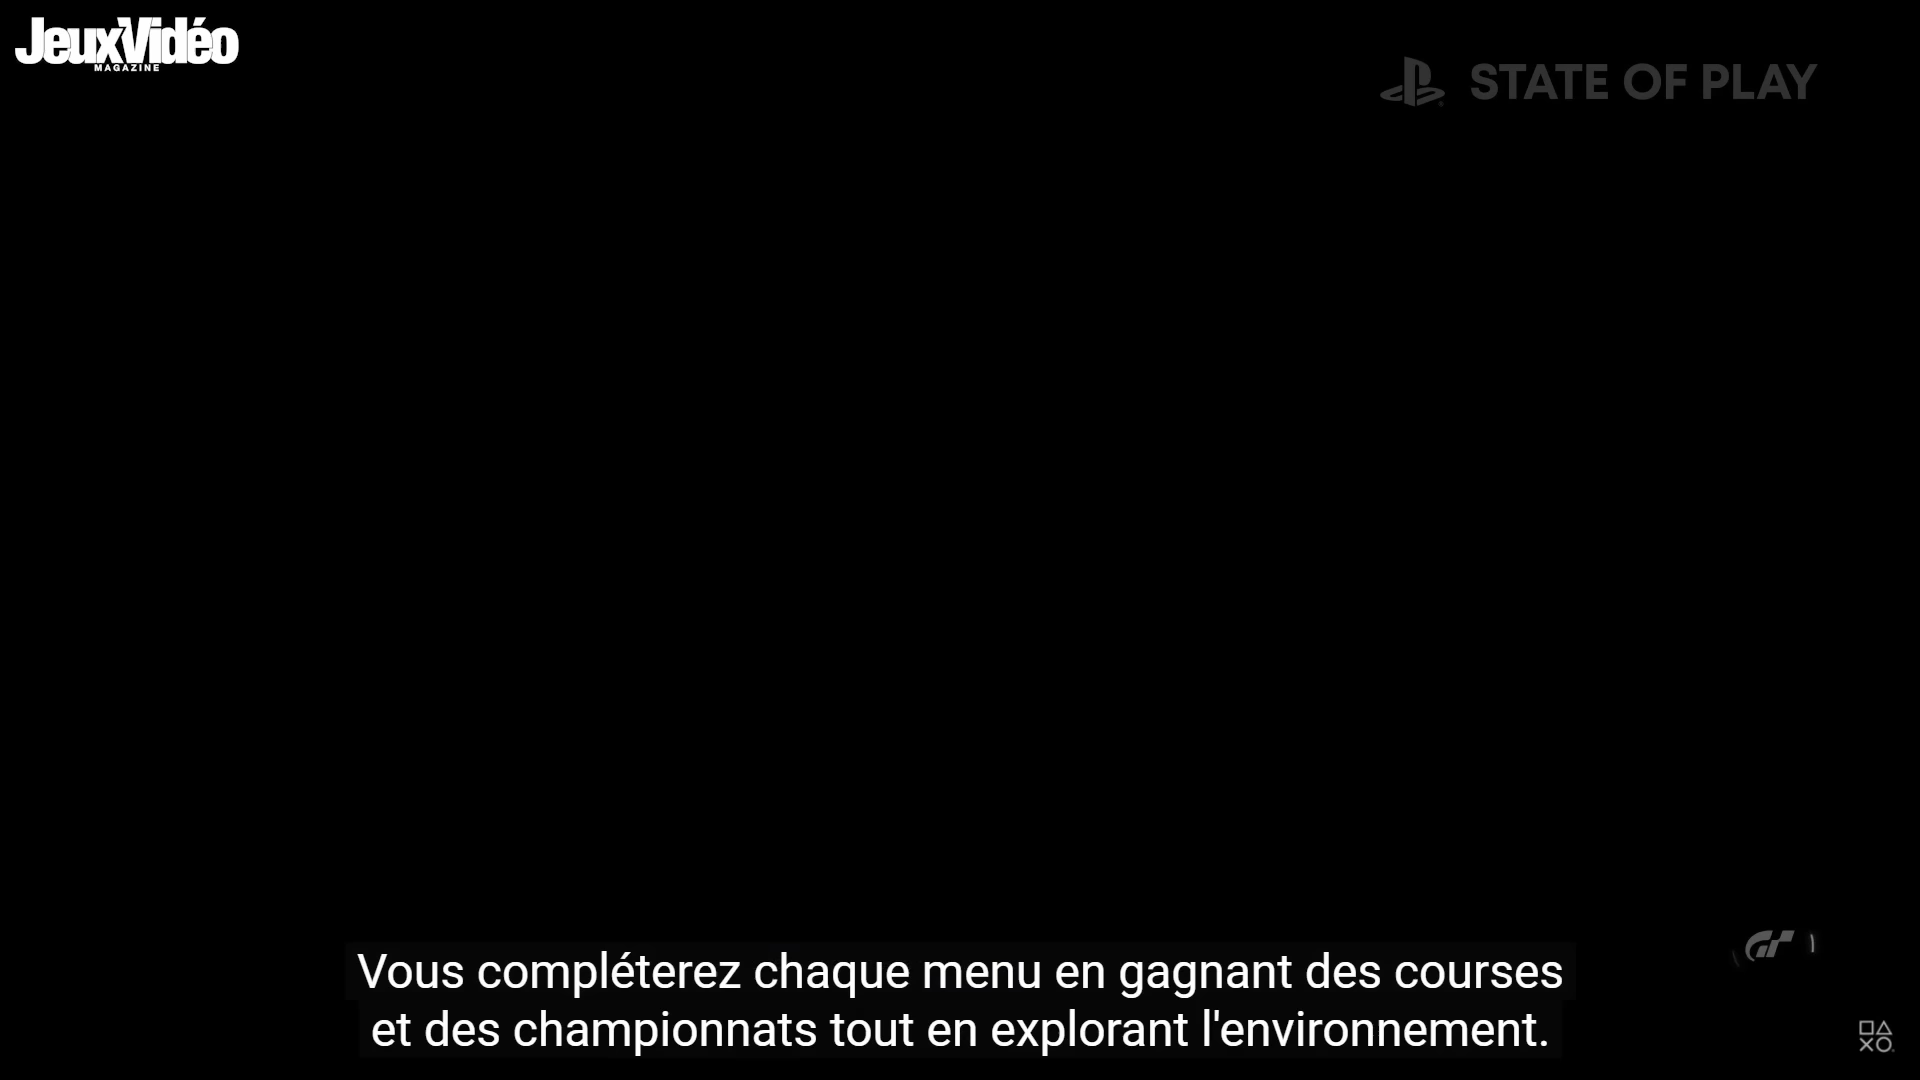 JeuxVidéo
MAGAZINE
STATE OF PLAY
GT
Vous compléterez chaque menu en gagnant des courses
et des championnats tout en explorant l'environnement.